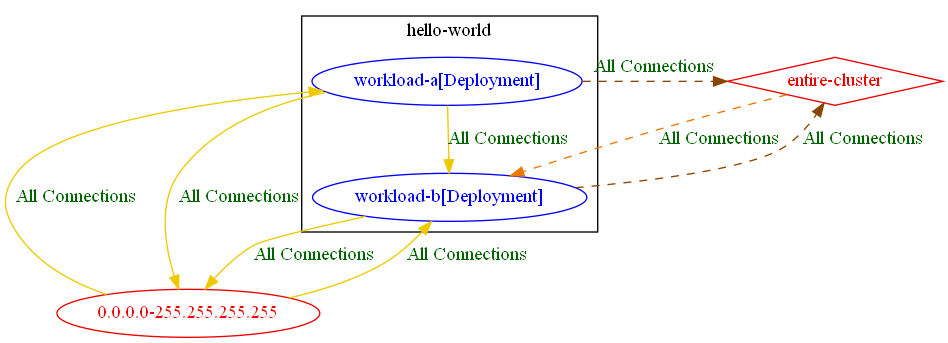 hello-world
workload-a[Deployment]
All Connections
entire-cluster
All Connections
All Connections
All Connections
All Connections
All Connections
workload-b[Deployment]
All Connections
All Connections
0.0.0.0-255.255.255.255